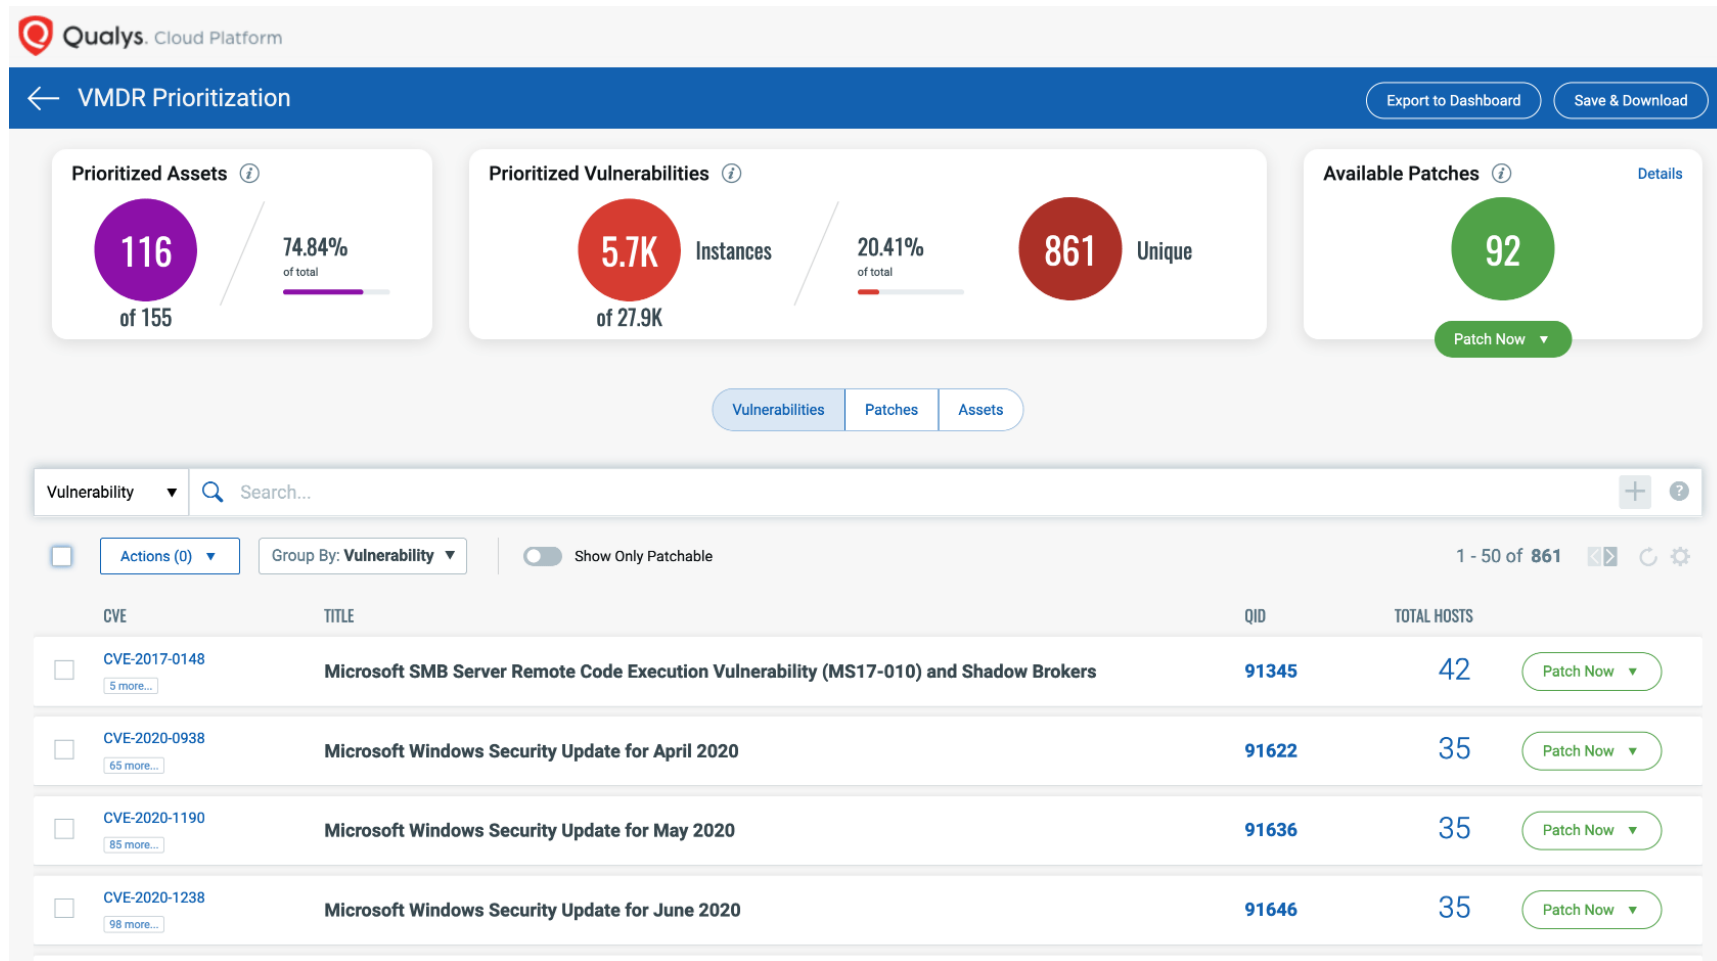 Qualys. Cloud Platform
VMDR Prioritization
Export to Dashboard
Save & Download
Prioritized Assets
116
of 155
74.84%
of total
Prioritized Vulnerabilities
5.7K
Instances
of 27.9K
20.41%
of total
861
Unique
Available Patches
Details
92
Patch Now
Vulnerabilities
Patches
Assets
Vulnerability
Search...
Actions (0)
Group By: Vulnerability
Show Only Patchable
1 - 50 of 861
CVE TITLE QID TOTAL HOSTS
CVE-2017-0148
5 more...
Microsoft SMB Server Remote Code Execution Vulnerability (MS17-010) and Shadow Brokers
91345
42
Patch Now
CVE-2020-0938
65 more...
Microsoft Windows Security Update for April 2020
91622
35
Patch Now
CVE-2020-1190
85 more...
Microsoft Windows Security Update for May 2020
91636
35
Patch Now
CVE-2020-1238
98 more...
Microsoft Windows Security Update for June 2020
91646
35
Patch Now